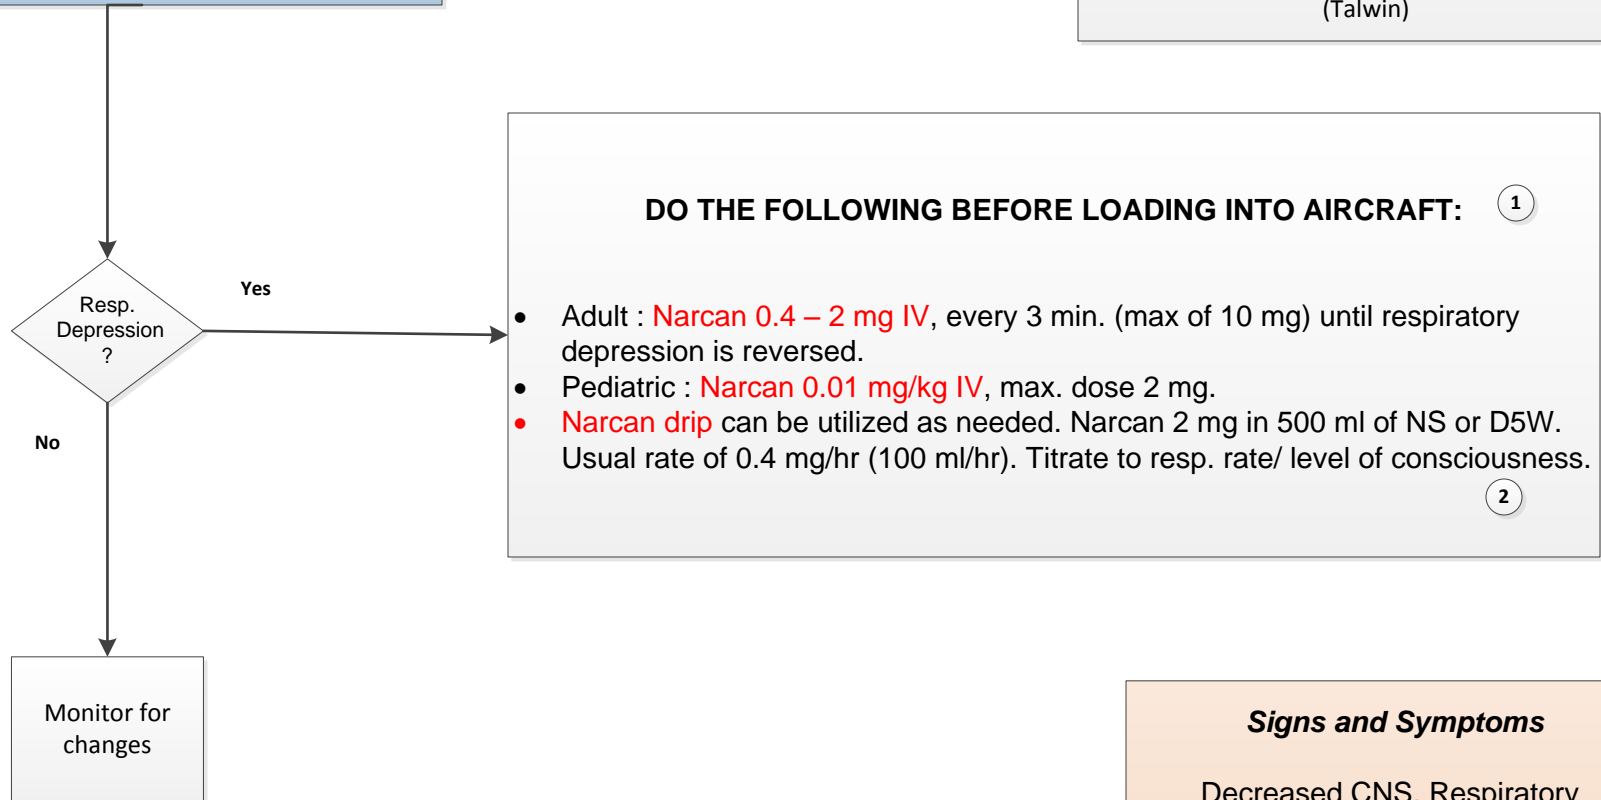 (Talwin)
DO THE FOLLOWING BEFORE LOADING INTO AIRCRAFT: 1
Resp.
Depression
?
Yes
• Adult : Narcan 0.4 – 2 mg IV, every 3 min. (max of 10 mg) until respiratory
depression is reversed.
• Pediatric : Narcan 0.01 mg/kg IV, max. dose 2 mg.
• Narcan drip can be utilized as needed. Narcan 2 mg in 500 ml of NS or D5W.
Usual rate of 0.4 mg/hr (100 ml/hr). Titrate to resp. rate/ level of consciousness.
2
No
Monitor for
changes
Signs and Symptoms
Decreased CNS, Respiratory